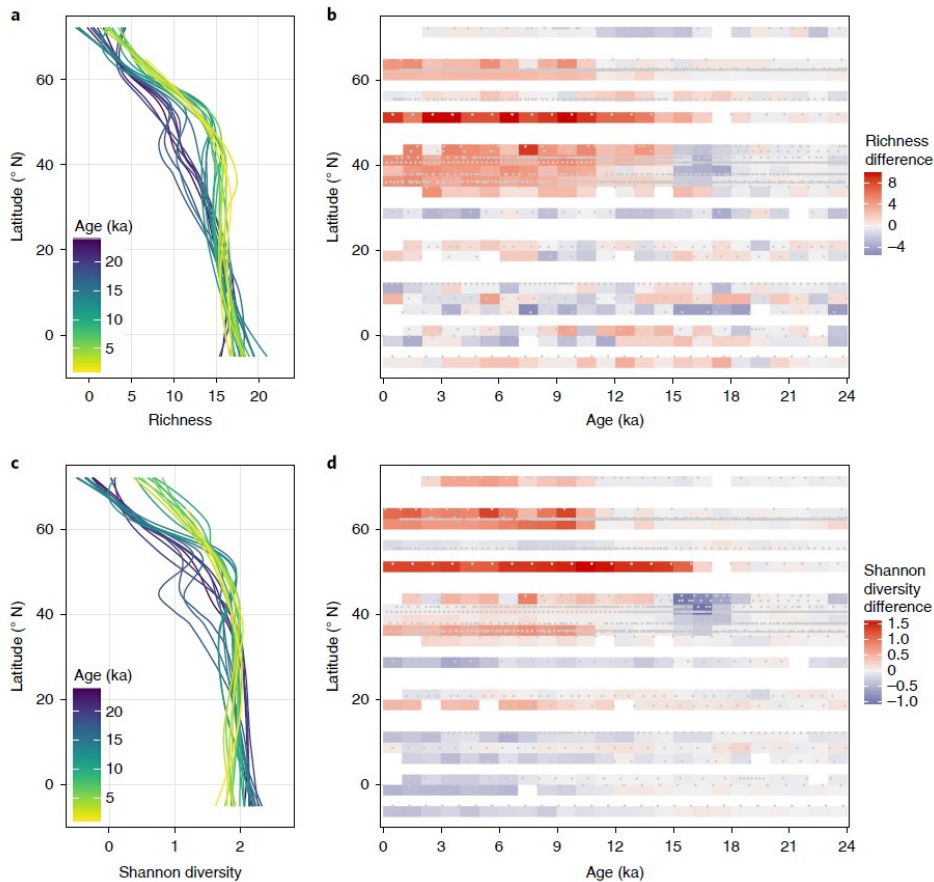 a
Latitude (° N)
60
40
20
0
Age (ka)
20
15
10
5
0 5 10 15 20
Richness
b
Latitude (° N)
60
40
20
0
0 3 6 9 12 15 18 21 24
Age (ka)
Richness
difference
8
4
0
−4
c
Latitude (° N)
60
40
20
0
Age (ka)
20
15
10
5
0 1 2
Shannon diversity
d
Latitude (° N)
60
40
20
0
0 3 6 9 12 15 18 21 24
Age (ka)
Shannon
diversity
difference
1.5
1.0
0.5
0
−0.5
−1.0